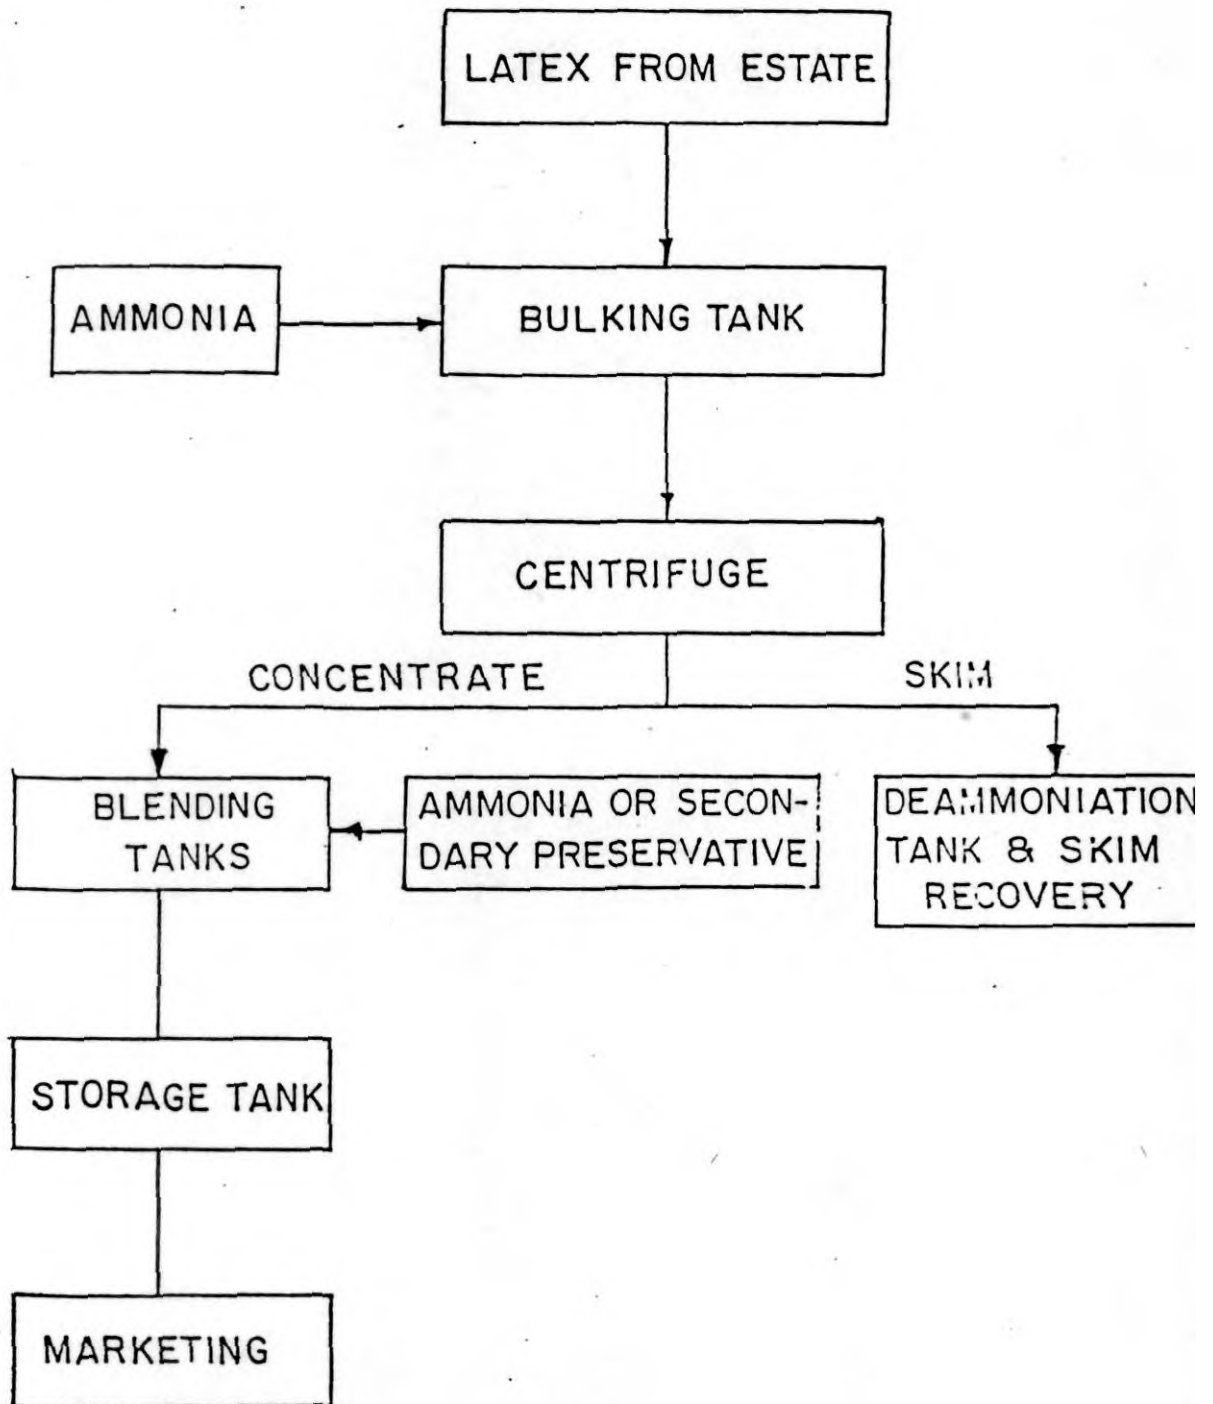 LATEX FROM ESTATE
AMMONIA
BULKING TANK
CENTRIFUGE
CONCENTRATE
SKIM
BLENDING
TANKS
AMMONIA OR SECON-
DARY PRESERVATIVE
DEAMMONIATION
TANK & SKIM
RECOVERY
STORAGE TANK
MARKETING